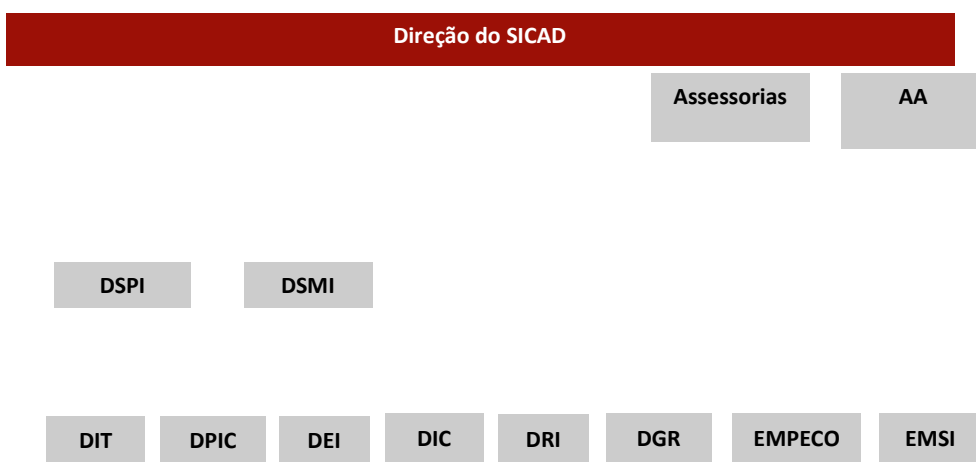 Direção do SICAD
Assessorias
AA
DSPI
DSMI
DIT
DPIC
DEI
DIC
DRI
DGR
EMPECO
EMSI